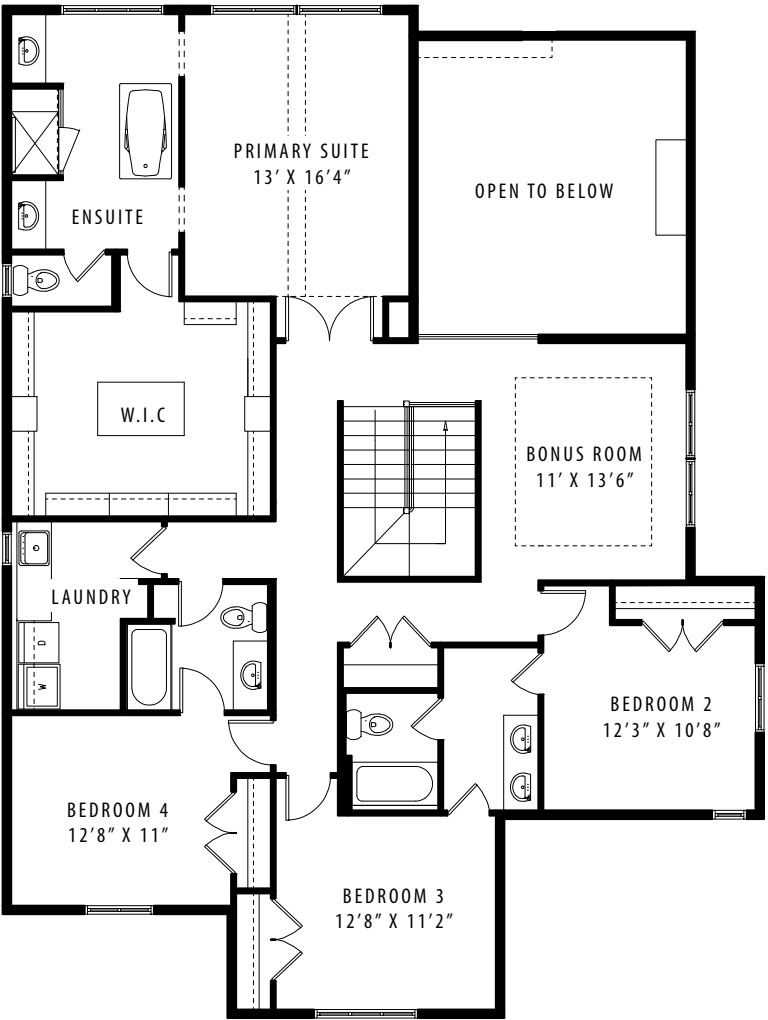 PRIMARY SUITE
13’ X 16’4”
OPEN TO BELOW
ENSUITE
W.I.C
BONUS ROOM
11’ X 13’6”
LAUNDRY
D
W
BEDROOM 2
12’3” X 10’8”
BEDROOM 4
12’8” X 11”
BEDROOM 3
12’8” X 11’2”